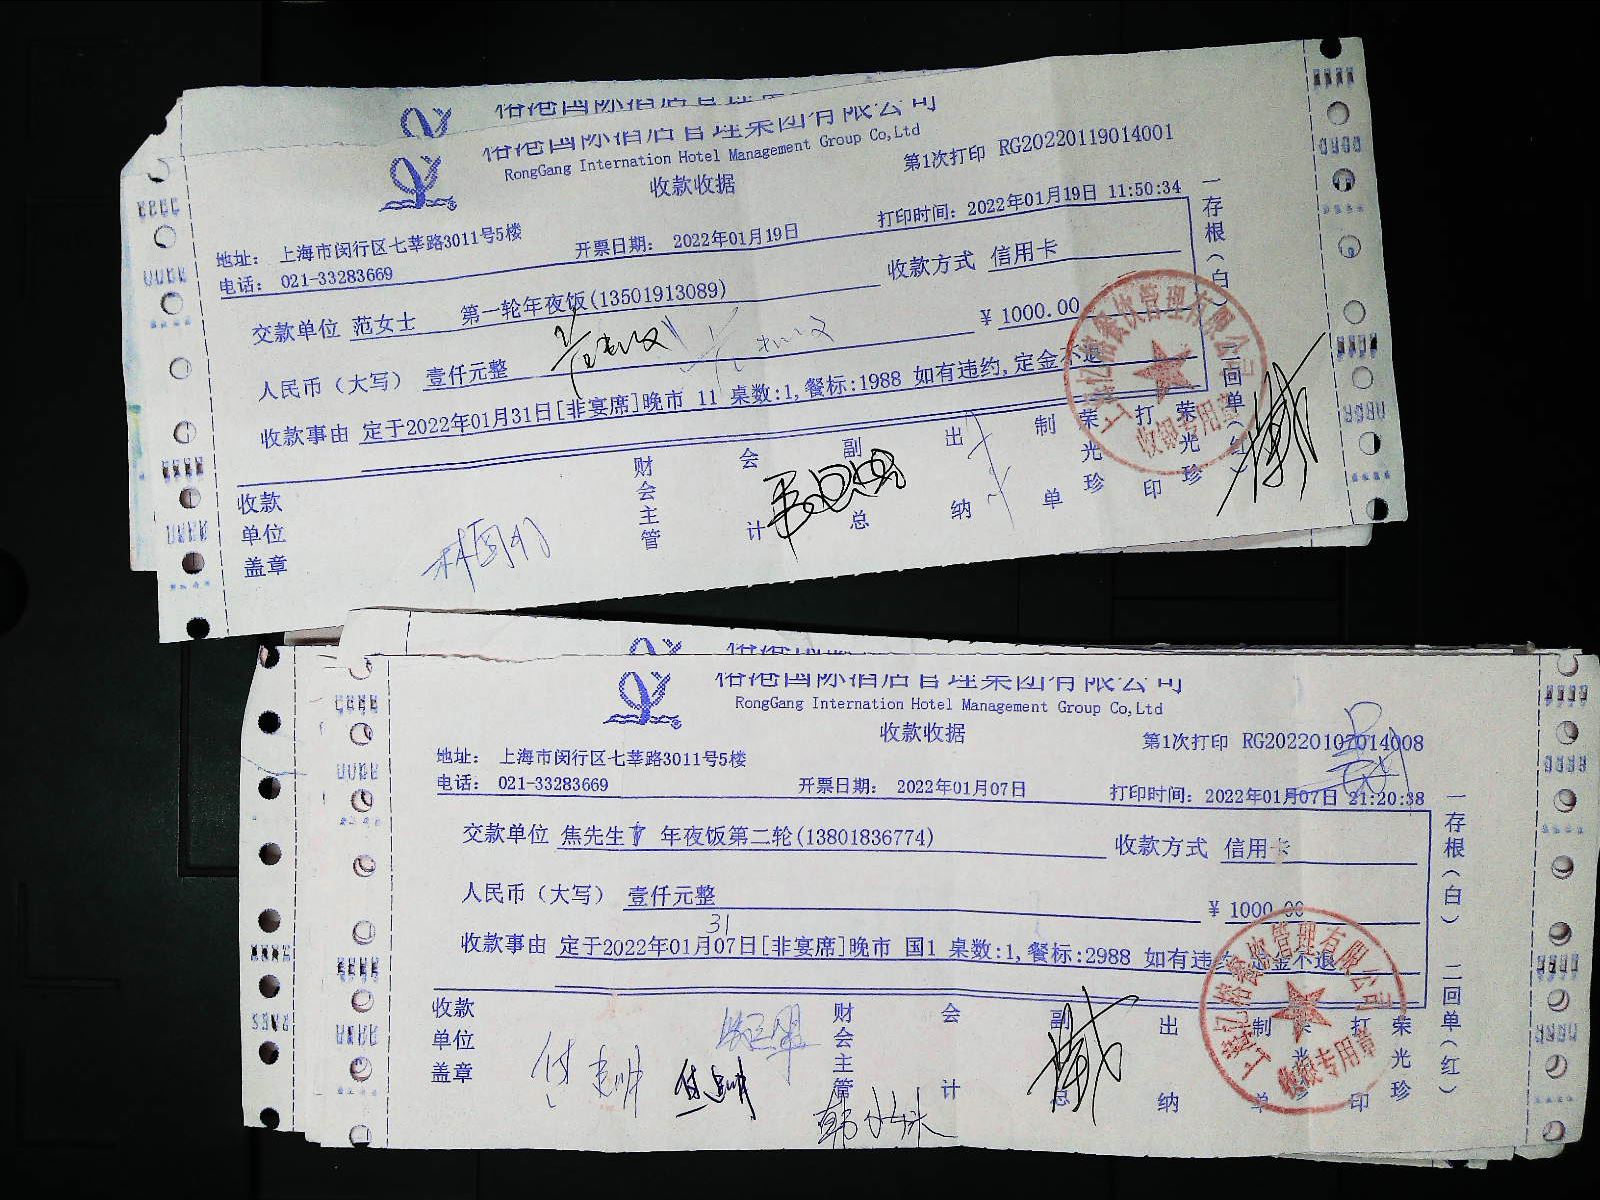 裕港国际酒店管理集团有限公司
RongGang Internation Hotel Management Group Co,Ltd
收款收据
第1次打印 RG20220119014001
地址: 上海市闵行区七莘路3011号5楼
电话: 021-33283669
开票日期: 2022年01月19日
打印时间: 2022年01月19日 11:50:34
交款单位 范女士 第一轮年夜饭(13501913089) 收款方式 信用卡
人民币（大写） 壹仟元整 ¥ 1000.00
收款事由 定于2022年01月31日[非宴席]晚市 11 桌数:1,餐标:1988 如有违约,定金不退
收款单位盖章 财会主管 会计 副总 出纳 制单 荣光珍 打印 荣光珍
一存根（白） 二回单（红）
收银专用章
裕港国际酒店管理集团有限公司
RongGang Internation Hotel Management Group Co,Ltd
收款收据
第1次打印 RG20220107014008
地址: 上海市闵行区七莘路3011号5楼
电话: 021-33283669
开票日期: 2022年01月07日
打印时间: 2022年01月07日 21:20:38
交款单位 焦先生 年夜饭第二轮(13801836774) 收款方式 信用卡
人民币（大写） 壹仟元整 ¥ 1000.00
31
收款事由 定于2022年01月07日[非宴席]晚市 国1 桌数:1,餐标:2988 如有违 定金不退
收款单位盖章 财会主管 会计 副总 出纳 制单 荣光珍 打印 荣光珍
一存根（白） 二回单（红）
收银专用章